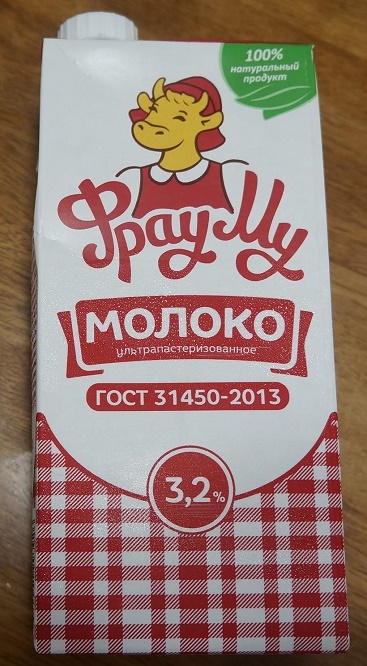 100%
натуральный
продукт
Фрау Му
МОЛОКО
ультрапастеризованное
ГОСТ 31450-2013
3,2%